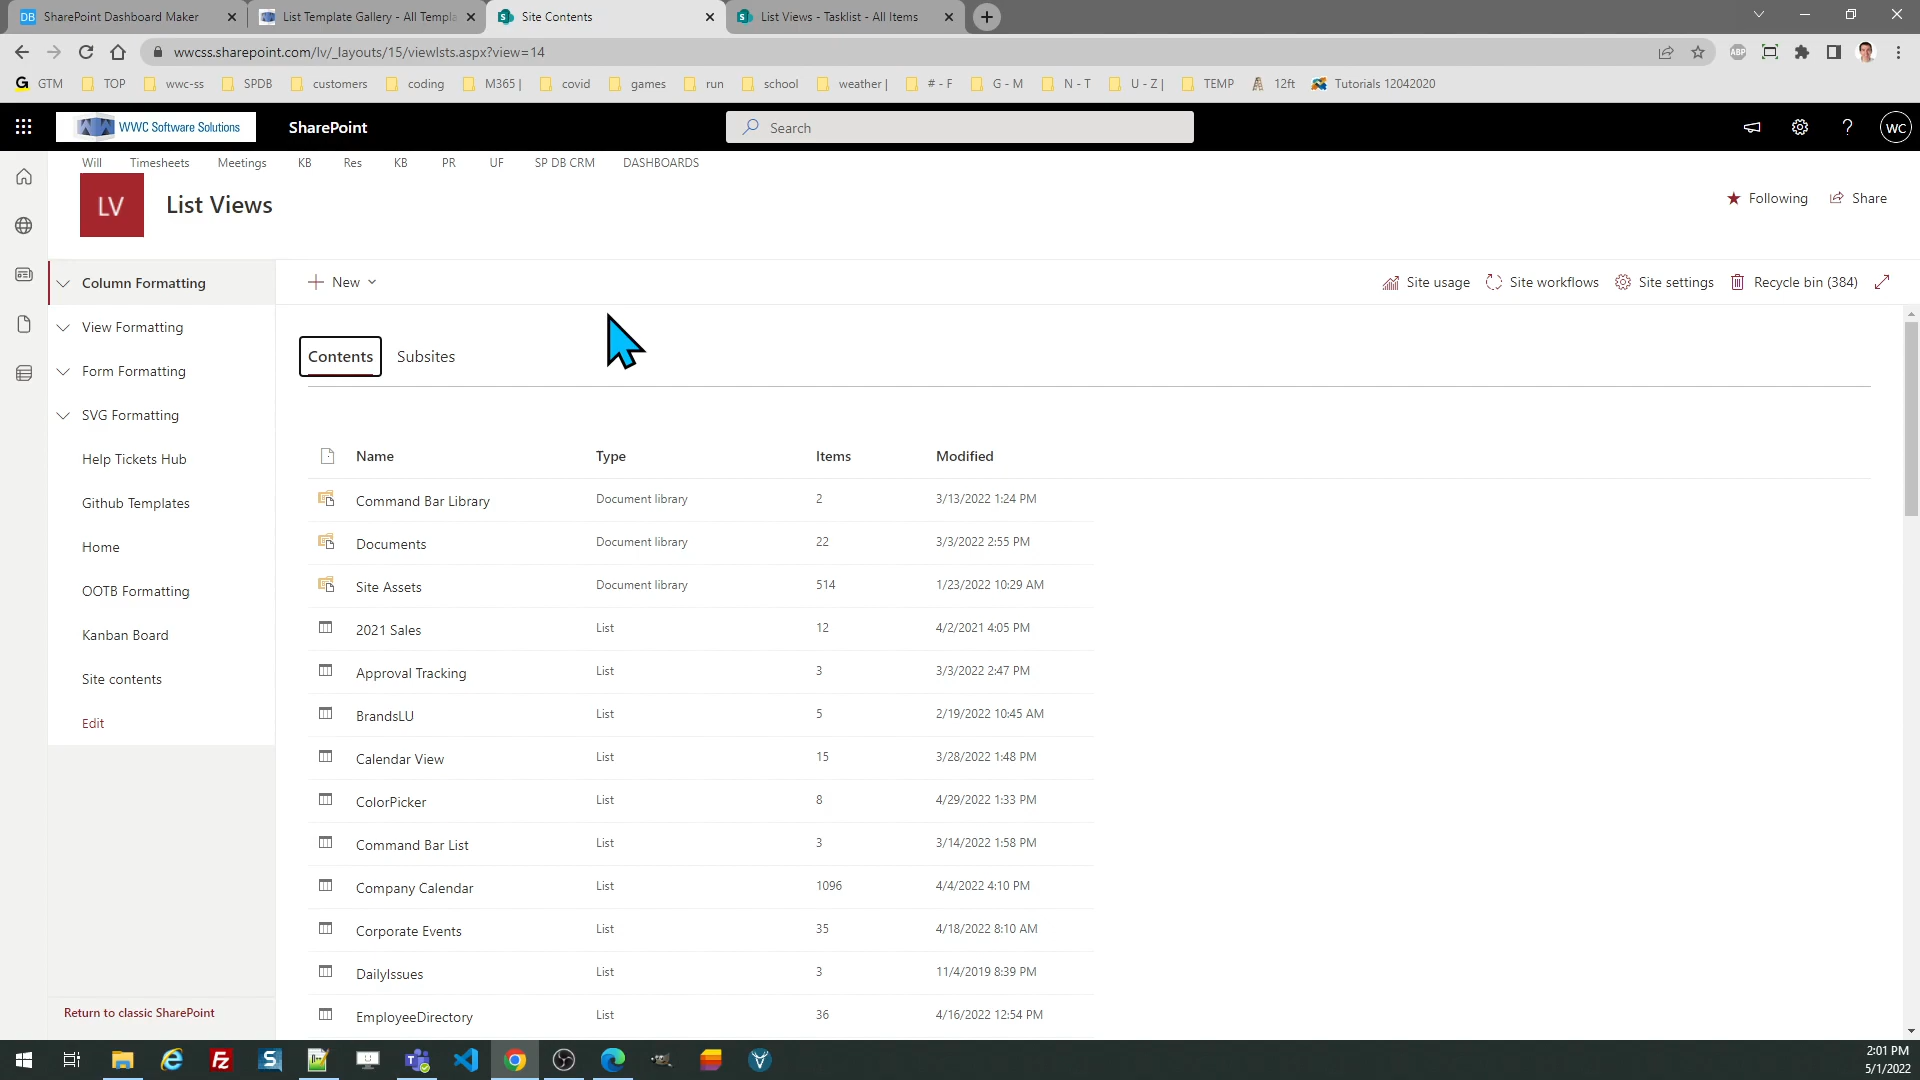 DB SharePoint Dashboard Maker
List Template Gallery - All Templa
Site Contents
List Views - Tasklist - All Items
wwcss.sharepoint.com/lv/_layouts/15/viewlsts.aspx?view=14
ABP
G GTM
TOP
wwc-ss
SPDB
customers
coding
M365 |
covid
games
run
school
weather |
# - F
G - M
N - T
U - Z |
TEMP
12ft
Tutorials 12042020
WWC Software Solutions
SharePoint
Search
?
WC
Will
Timesheets
Meetings
KB
Res
KB
PR
UF
SP DB CRM
DASHBOARDS
LV
List Views
Following
Share
Column Formatting
View Formatting
Form Formatting
SVG Formatting
Help Tickets Hub
Github Templates
Home
OOTB Formatting
Kanban Board
Site contents
Edit
Return to classic SharePoint
New
Site usage
Site workflows
Site settings
Recycle bin (384)
Contents
Subsites
Name Type Items Modified
Command Bar Library Document library 2 3/13/2022 1:24 PM
Documents Document library 22 3/3/2022 2:55 PM
Site Assets Document library 514 1/23/2022 10:29 AM
2021 Sales List 12 4/2/2021 4:05 PM
Approval Tracking List 3 3/3/2022 2:47 PM
BrandsLU List 5 2/19/2022 10:45 AM
Calendar View List 15 3/28/2022 1:48 PM
ColorPicker List 8 4/29/2022 1:33 PM
Command Bar List List 3 3/14/2022 1:58 PM
Company Calendar List 1096 4/4/2022 4:10 PM
Corporate Events List 35 4/18/2022 8:10 AM
DailyIssues List 3 11/4/2019 8:39 PM
EmployeeDirectory List 36 4/16/2022 12:54 PM
2:01 PM
5/1/2022